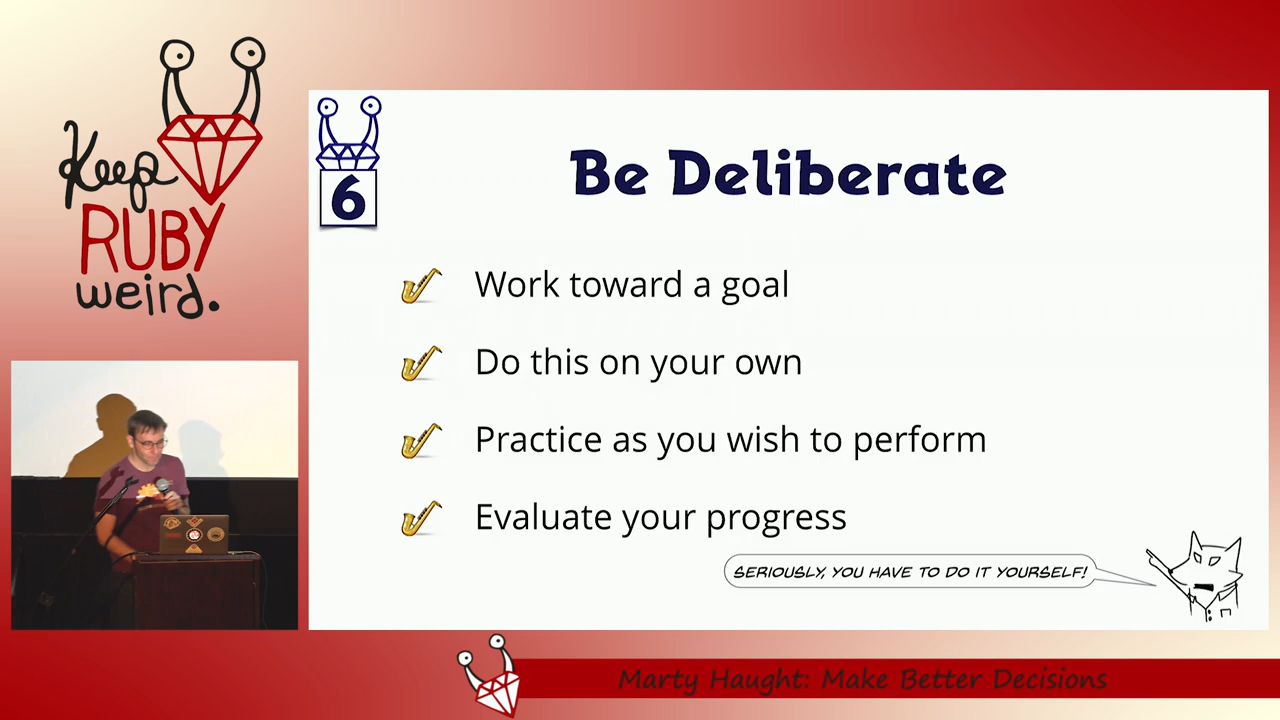 Keep
RUBY
weird.
6
Be Deliberate
Work toward a goal
Do this on your own
Practice as you wish to perform
Evaluate your progress
SERIOUSLY, YOU HAVE TO DO IT YOURSELF!
Marty Haught: Make Better Decisions